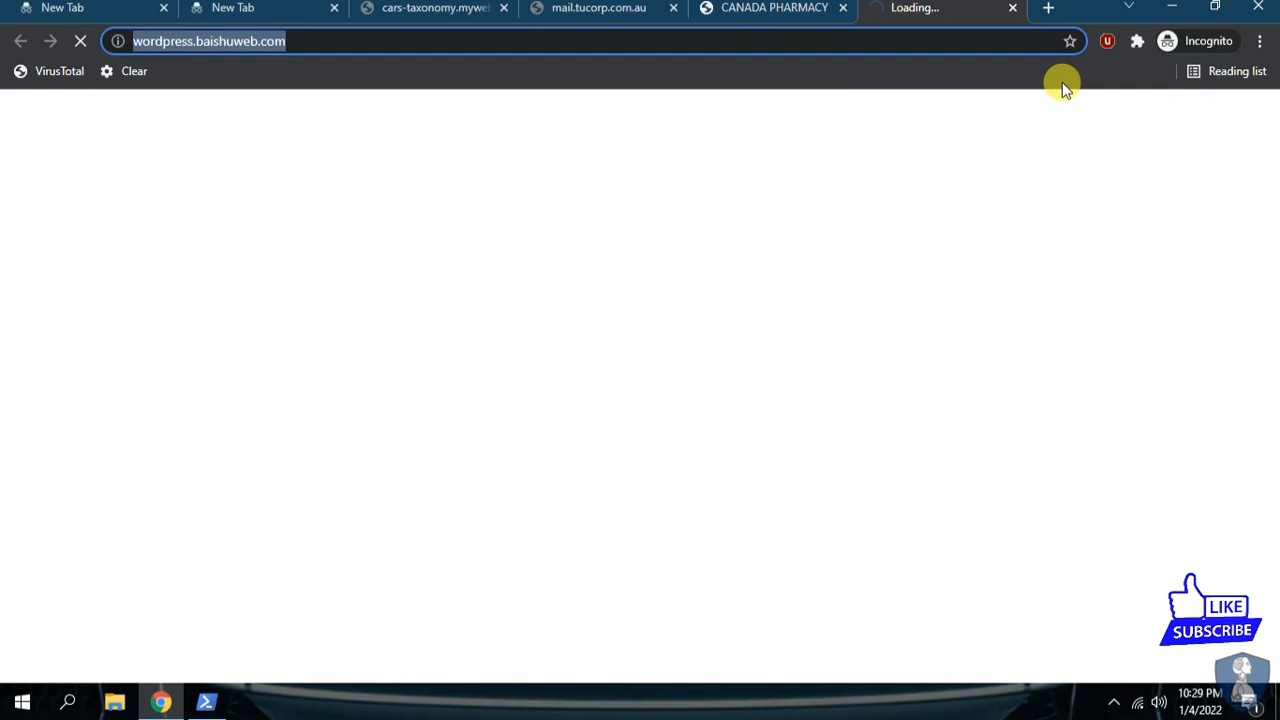 New Tab
New Tab
cars-taxonomy.mywe
mail.tucorp.com.au
CANADA PHARMACY
Loading...
wordpress.baishuweb.com
Incognito
VirusTotal
Clear
Reading list
LIKE
SUBSCRIBE
10:29 PM
1/4/2022